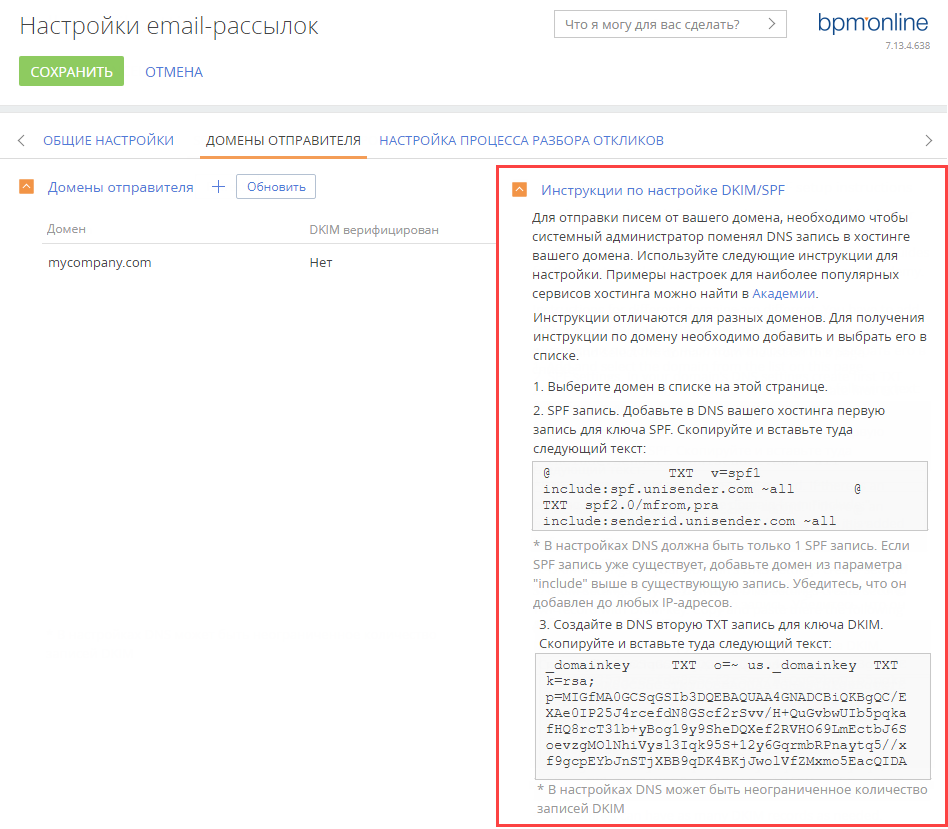 Настройки email-рассылок
Что я могу для вас сделать?
bpmonline
7.13.4.638
СОХРАНИТЬ
ОТМЕНА
ОБЩИЕ НАСТРОЙКИ
ДОМЕНЫ ОТПРАВИТЕЛЯ
НАСТРОЙКА ПРОЦЕССА РАЗБОРА ОТКЛИКОВ
Домены отправителя
Обновить
Домен
DKIM верифицирован
mycompany.com
Нет
Инструкции по настройке DKIM/SPF
Для отправки писем от вашего домена, необходимо чтобы
системный администратор поменял DNS запись в хостинге
вашего домена. Используйте следующие инструкции для
настройки. Примеры настроек для наиболее популярных
сервисов хостинга можно найти в Академии.
Инструкции отличаются для разных доменов. Для получения
инструкции по домену необходимо добавить и выбрать его в
списке.
1. Выберите домен в списке на этой странице.
2. SPF запись. Добавьте в DNS вашего хостинга первую
запись для ключа SPF. Скопируйте и вставьте туда
следующий текст:
@ TXT v=spf1
include:spf.unisender.com ~all @
TXT spf2.0/mfrom,pra
include:senderid.unisender.com ~all
* В настройках DNS должна быть только 1 SPF запись. Если
SPF запись уже существует, добавьте домен из параметра
"include" выше в существующую запись. Убедитесь, что он
добавлен до любых IP-адресов.
3. Создайте в DNS вторую TXT запись для ключа DKIM.
Скопируйте и вставьте туда следующий текст:
_domainkey TXT o=~ us._domainkey TXT
k=rsa;
p=MIGfMA0GCSqGSIb3DQEBAQUAA4GNADCBiQKBgQC/E
XAe0IP25J4rcefdN8GScf2rSvv/H+QuGvbwUIb5pqka
fHQ8rcT31b+yBog19y9SheDQXef2RVHO69LmEctbJ6S
oevzgMOlNhiVysl3Iqk95S+12y6GqrmbRPnaytq5//x
f9gcpEYbJnSTjXBB9qDK4BKjJwolVfZMxmo5EacQIDA
* В настройках DNS может быть неограниченное количество
записей DKIM